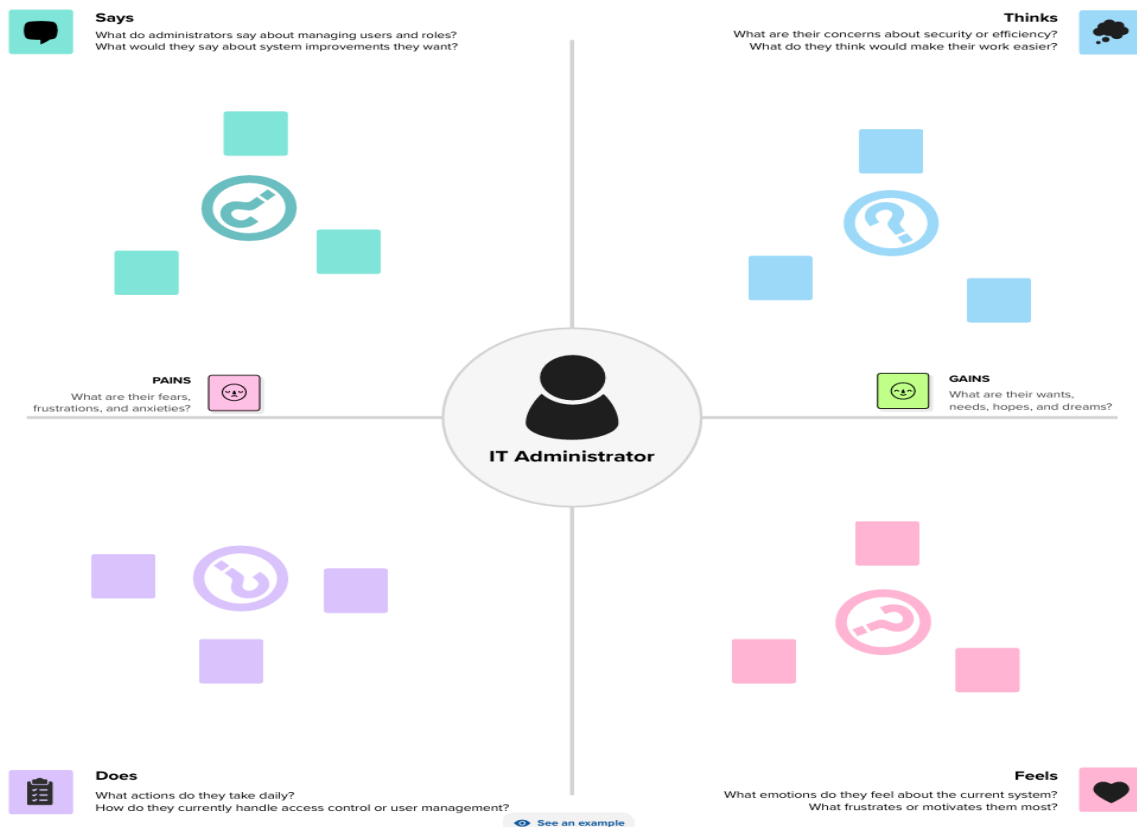 Says
What do administrators say about managing users and roles?
What would they say about system improvements they want?
Thinks
What are their concerns about security or efficiency?
What do they think would make their work easier?
PAINS
What are their fears,
frustrations, and anxieties?
GAINS
What are their wants,
needs, hopes, and dreams?
IT Administrator
Does
What actions do they take daily?
How do they currently handle access control or user management?
Feels
What emotions do they feel about the current system?
What frustrates or motivates them most?
See an example